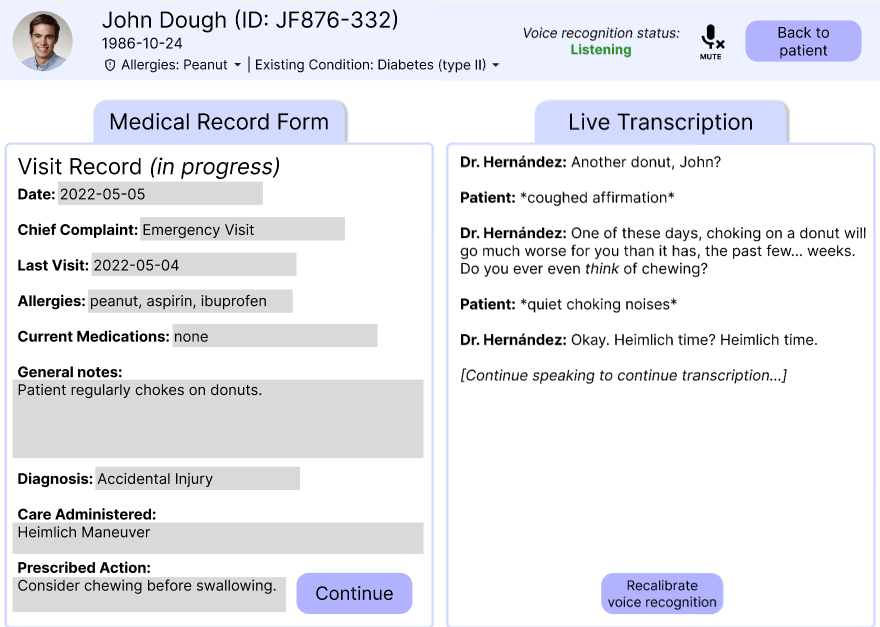 John Dough (ID: JF876-332)
1986-10-24
Allergies: Peanut | Existing Condition: Diabetes (type II)
Voice recognition status:
Listening
MUTE
Back to
patient
Medical Record Form
Visit Record (in progress)
Date: 2022-05-05
Chief Complaint: Emergency Visit
Last Visit: 2022-05-04
Allergies: peanut, aspirin, ibuprofen
Current Medications: none
General notes:
Patient regularly chokes on donuts.
Diagnosis: Accidental Injury
Care Administered:
Heimlich Maneuver
Prescribed Action:
Consider chewing before swallowing.
Continue
Live Transcription
Dr. Hernández: Another donut, John?
Patient: *coughed affirmation*
Dr. Hernández: One of these days, choking on a donut will
go much worse for you than it has, the past few... weeks.
Do you ever even think of chewing?
Patient: *quiet choking noises*
Dr. Hernández: Okay. Heimlich time? Heimlich time.
[Continue speaking to continue transcription...]
Recalibrate
voice recognition